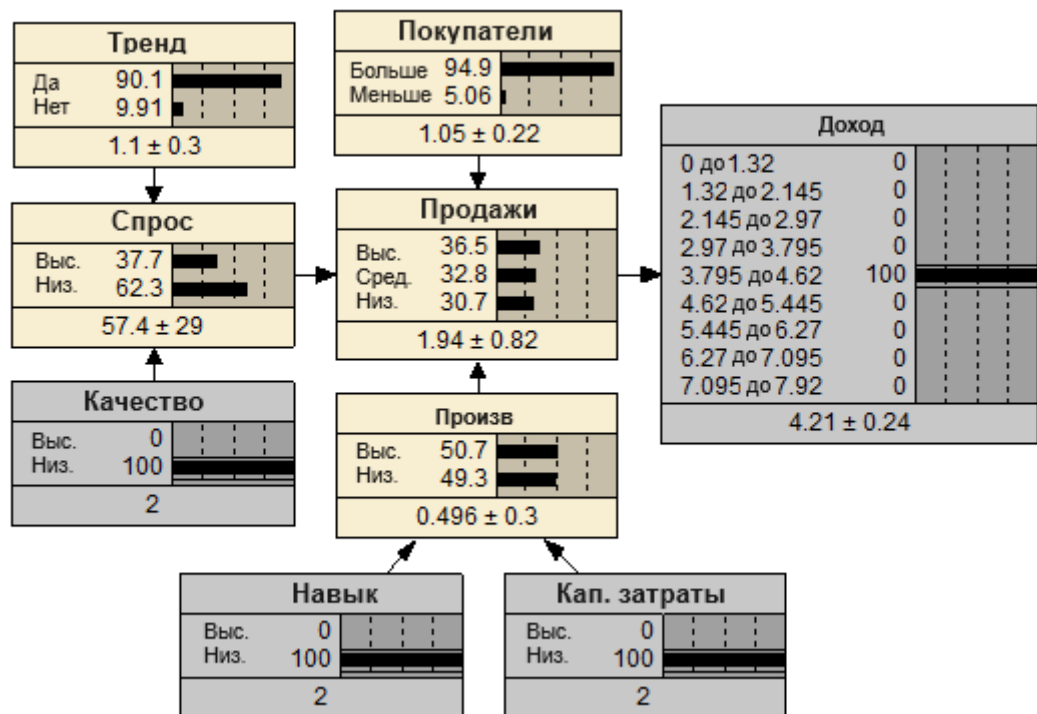 Тренд
Да 90.1
Нет 9.91
1.1 ± 0.3
Покупатели
Больше 94.9
Меньше 5.06
1.05 ± 0.22
Доход
0 до 1.32 0
1.32 до 2.145 0
2.145 до 2.97 0
2.97 до 3.795 0
3.795 до 4.62 100
4.62 до 5.445 0
5.445 до 6.27 0
6.27 до 7.095 0
7.095 до 7.92 0
4.21 ± 0.24
Спрос
Выс. 37.7
Низ. 62.3
57.4 ± 29
Продажи
Выс. 36.5
Сред. 32.8
Низ. 30.7
1.94 ± 0.82
Качество
Выс. 0
Низ. 100
2
Произв
Выс. 50.7
Низ. 49.3
0.496 ± 0.3
Навык
Выс. 0
Низ. 100
2
Кап. затраты
Выс. 0
Низ. 100
2